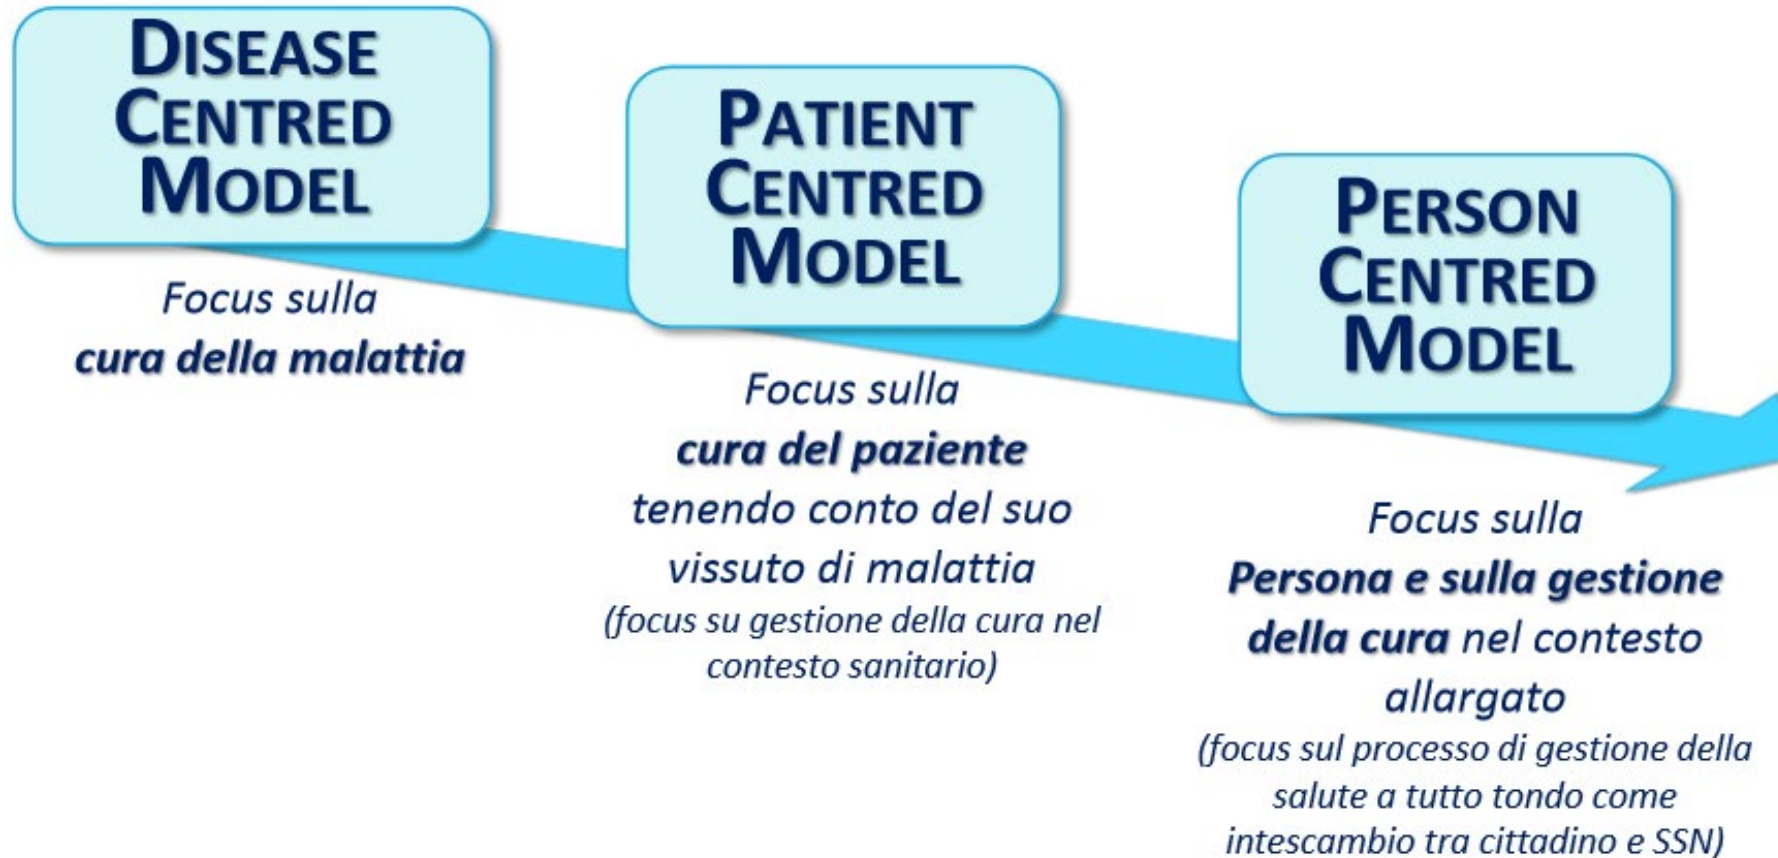 DISEASE
CENTRED
MODEL
Focus sulla
cura della malattia
PATIENT
CENTRED
MODEL
Focus sulla
cura del paziente
tenendo conto del suo
vissuto di malattia
(focus su gestione della cura nel
contesto sanitario)
PERSON
CENTRED
MODEL
Focus sulla
Persona e sulla gestione
della cura nel contesto
allargato
(focus sul processo di gestione della
salute a tutto tondo come
intescambio tra cittadino e SSN)